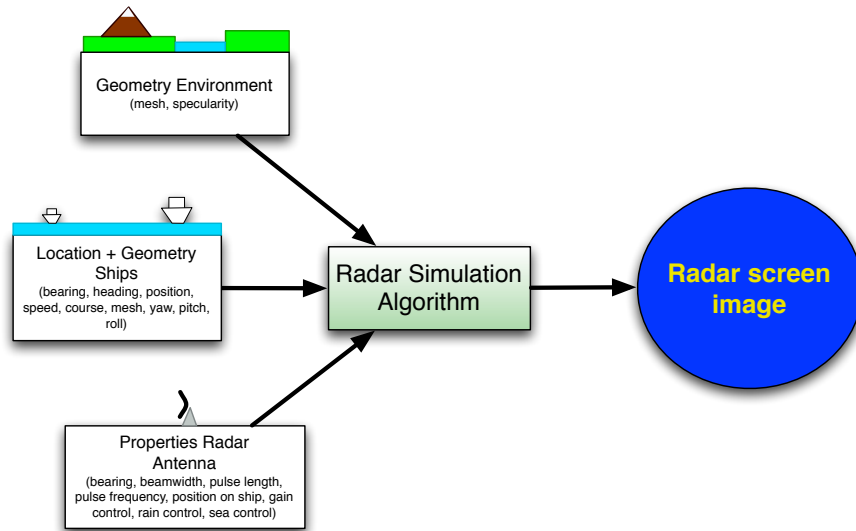 Geometry Environment
(mesh, specularity)
Location + Geometry
Ships
(bearing, heading, position,
speed, course, mesh, yaw, pitch,
roll)
Properties Radar
Antenna
(bearing, beamwidth, pulse length,
pulse frequency, position on ship, gain
control, rain control, sea control)
Radar Simulation
Algorithm
Radar screen
image